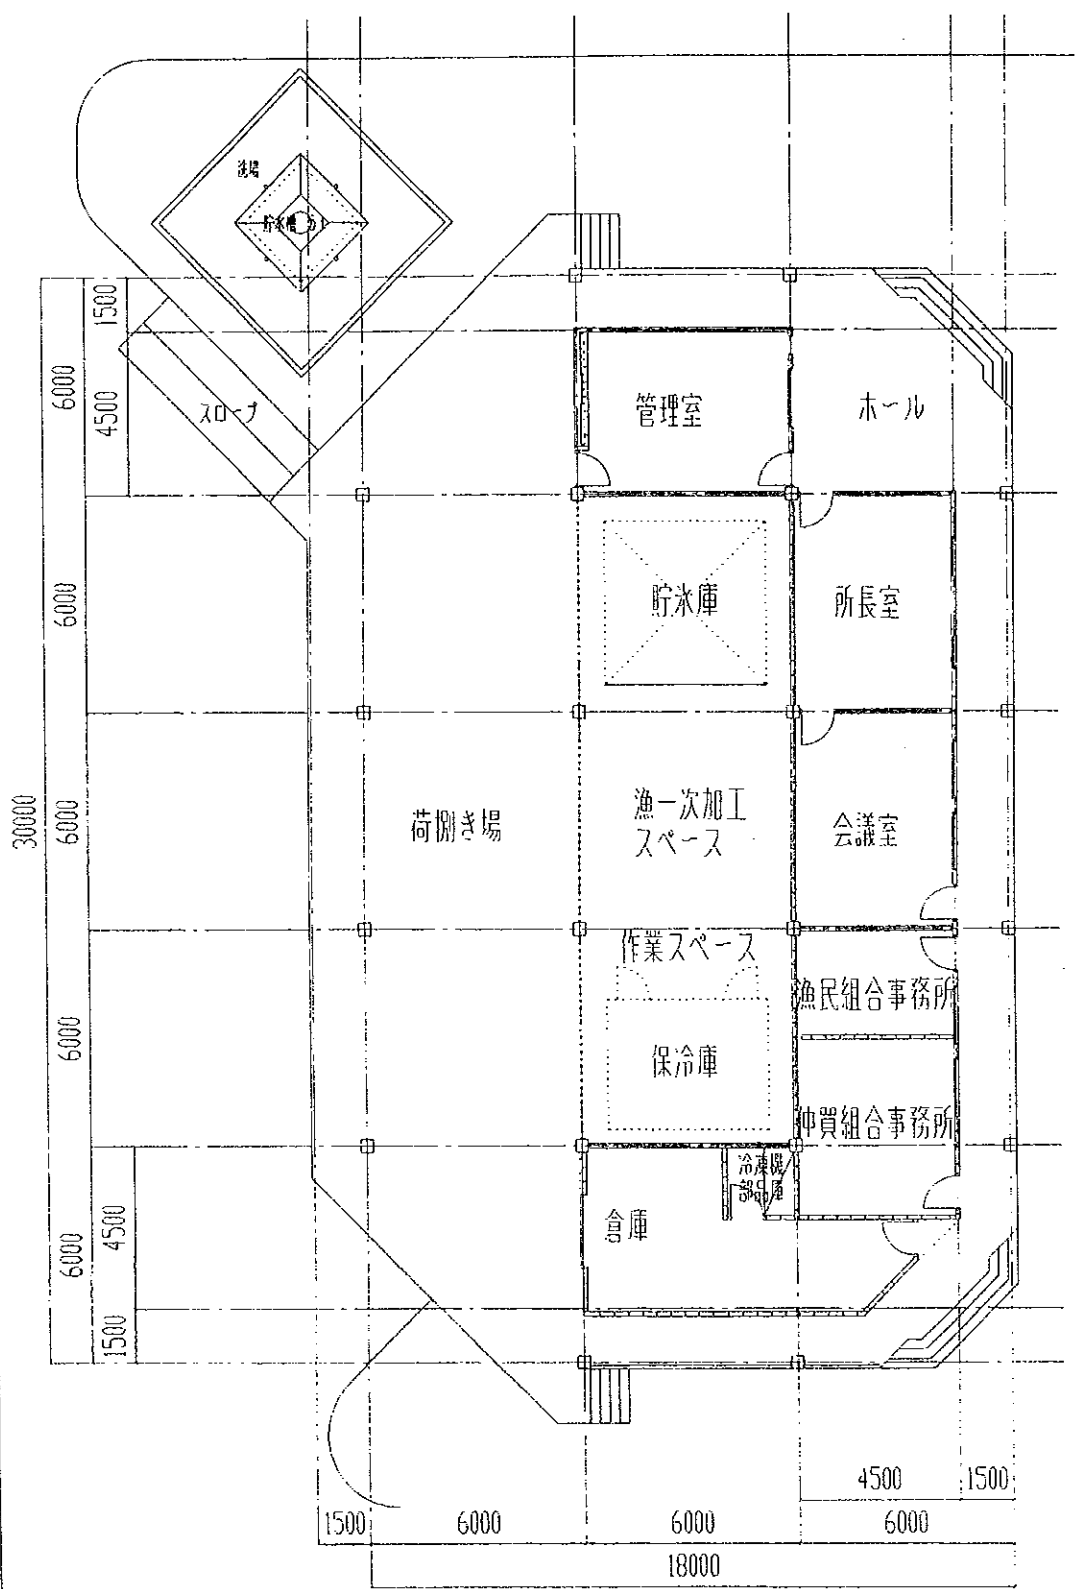 洗場
貯水槽
1500
6000
4500
スロープ
管理室
ホール
6000
貯氷庫
所長室
30000
6000
荷捌き場
漁一次加工
スペース
会議室
作業スペース
漁民組合事務所
6000
保冷庫
仲買組合事務所
冷凍機
部品庫
倉庫
4500
6000
1500
4500
1500
1500
6000
6000
6000
18000